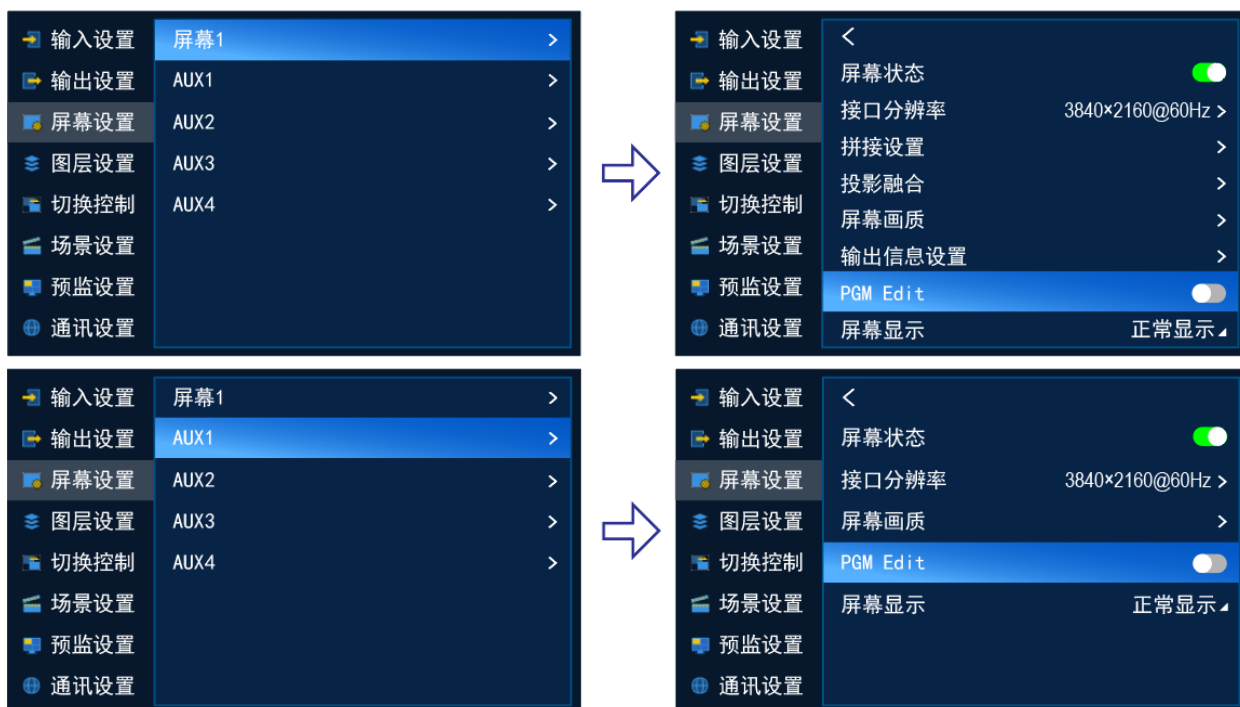 输入设置
输出设置
屏幕设置
图层设置
切换控制
场景设置
预监设置
通讯设置
屏幕1 >
AUX1 >
AUX2 >
AUX3 >
AUX4 >
输入设置
输出设置
屏幕设置
图层设置
切换控制
场景设置
预监设置
通讯设置
<
屏幕状态
接口分辨率 3840×2160@60Hz >
拼接设置 >
投影融合 >
屏幕画质 >
输出信息设置 >
PGM Edit
屏幕显示 正常显示
输入设置
输出设置
屏幕设置
图层设置
切换控制
场景设置
预监设置
通讯设置
屏幕1 >
AUX1 >
AUX2 >
AUX3 >
AUX4 >
输入设置
输出设置
屏幕设置
图层设置
切换控制
场景设置
预监设置
通讯设置
<
屏幕状态
接口分辨率 3840×2160@60Hz >
屏幕画质 >
PGM Edit
屏幕显示 正常显示